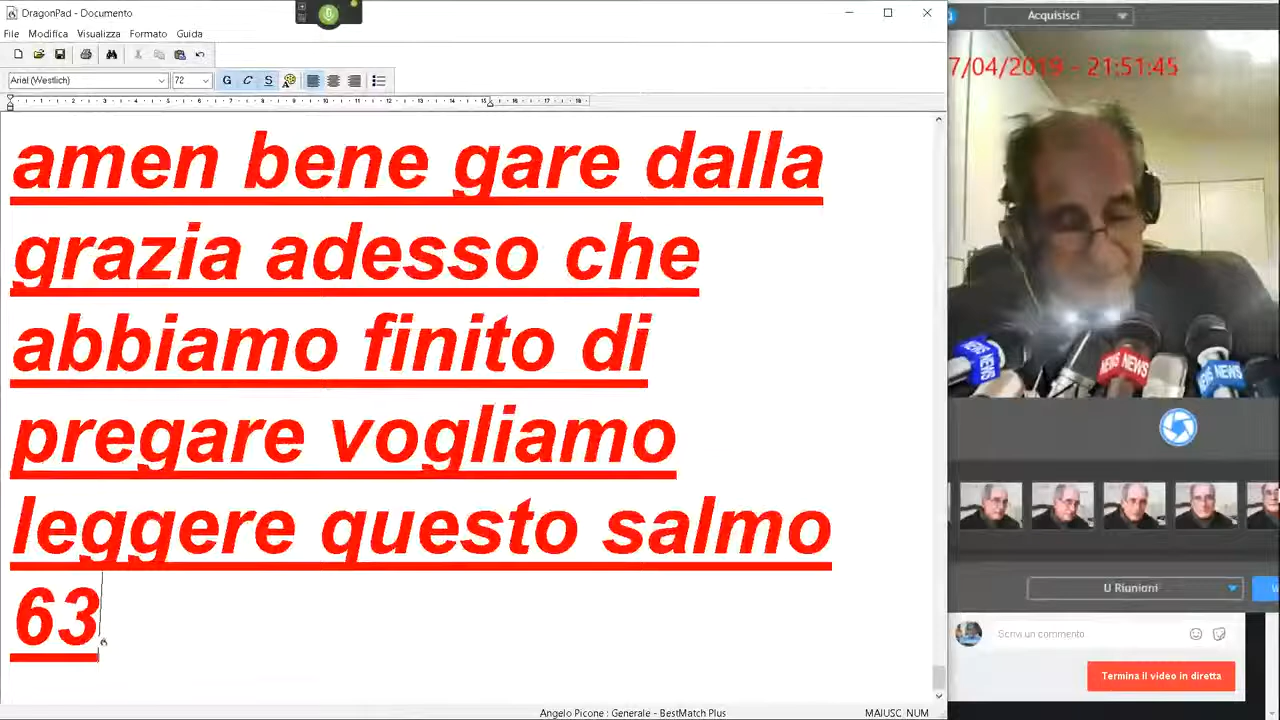 DragonPad - Documento
File Modifica Visualizza Formato Guida
Arial (Westlich) 72 G C S
amen bene gare dalla
grazia adesso che
abbiamo finito di
pregare vogliamo
leggere questo salmo
63
Angelo Picone : Generale - BestMatch Plus MAIUSC NUM
Acquisisci
7/04/2019 - 21:51:45
NEWS NEWS NEWS NEWS
U Riunioni
Scrivi un commento
Termina il video in diretta